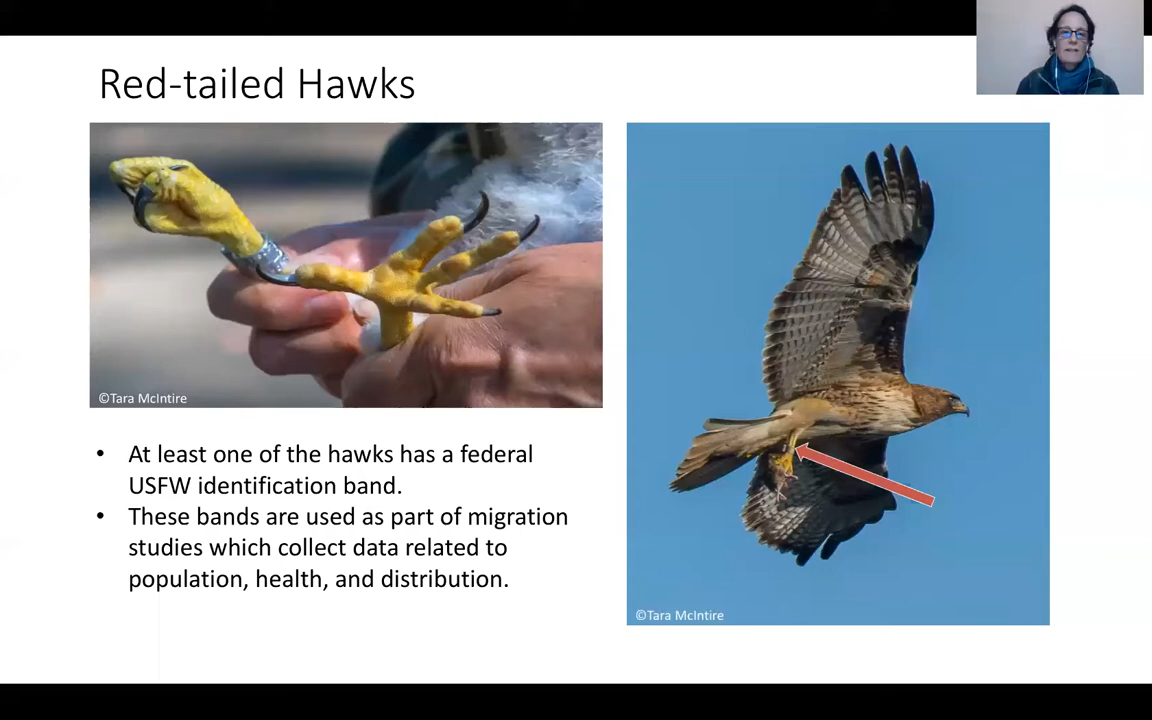 Red-tailed Hawks
©Tara McIntire
• At least one of the hawks has a federal
USFW identification band.
• These bands are used as part of migration
studies which collect data related to
population, health, and distribution.
©Tara McIntire